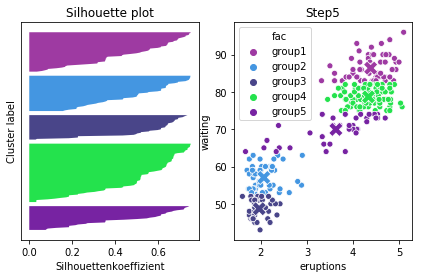 Silhouette plot
Cluster label
0.0 0.2 0.4 0.6
Silhouettenkoeffizient
Step5
waiting
90
80
70
60
50
fac
group1
group2
group3
group4
group5
2 3 4 5
eruptions